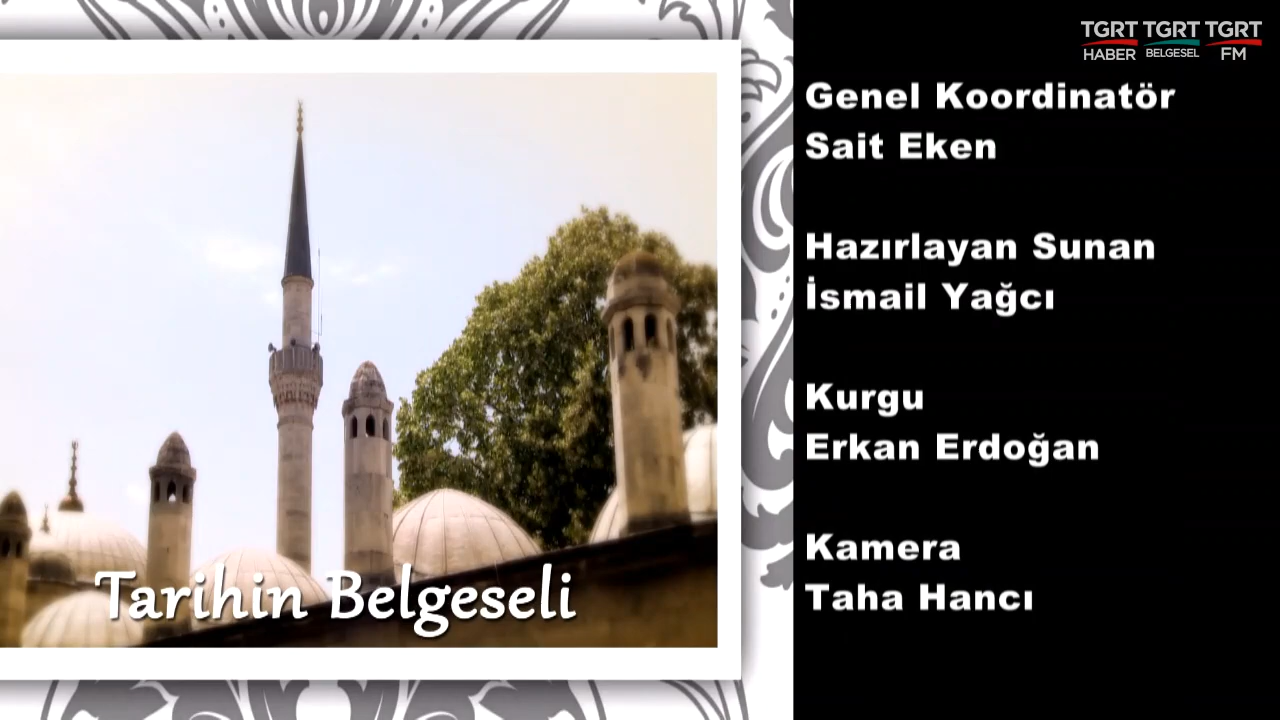 TGRT TGRT TGRT
HABER BELGESEL FM
Genel Koordinatör
Sait Eken
Hazırlayan Sunan
İsmail Yağcı
Kurgu
Erkan Erdoğan
Kamera
Taha Hancı
Tarihin Belgeseli